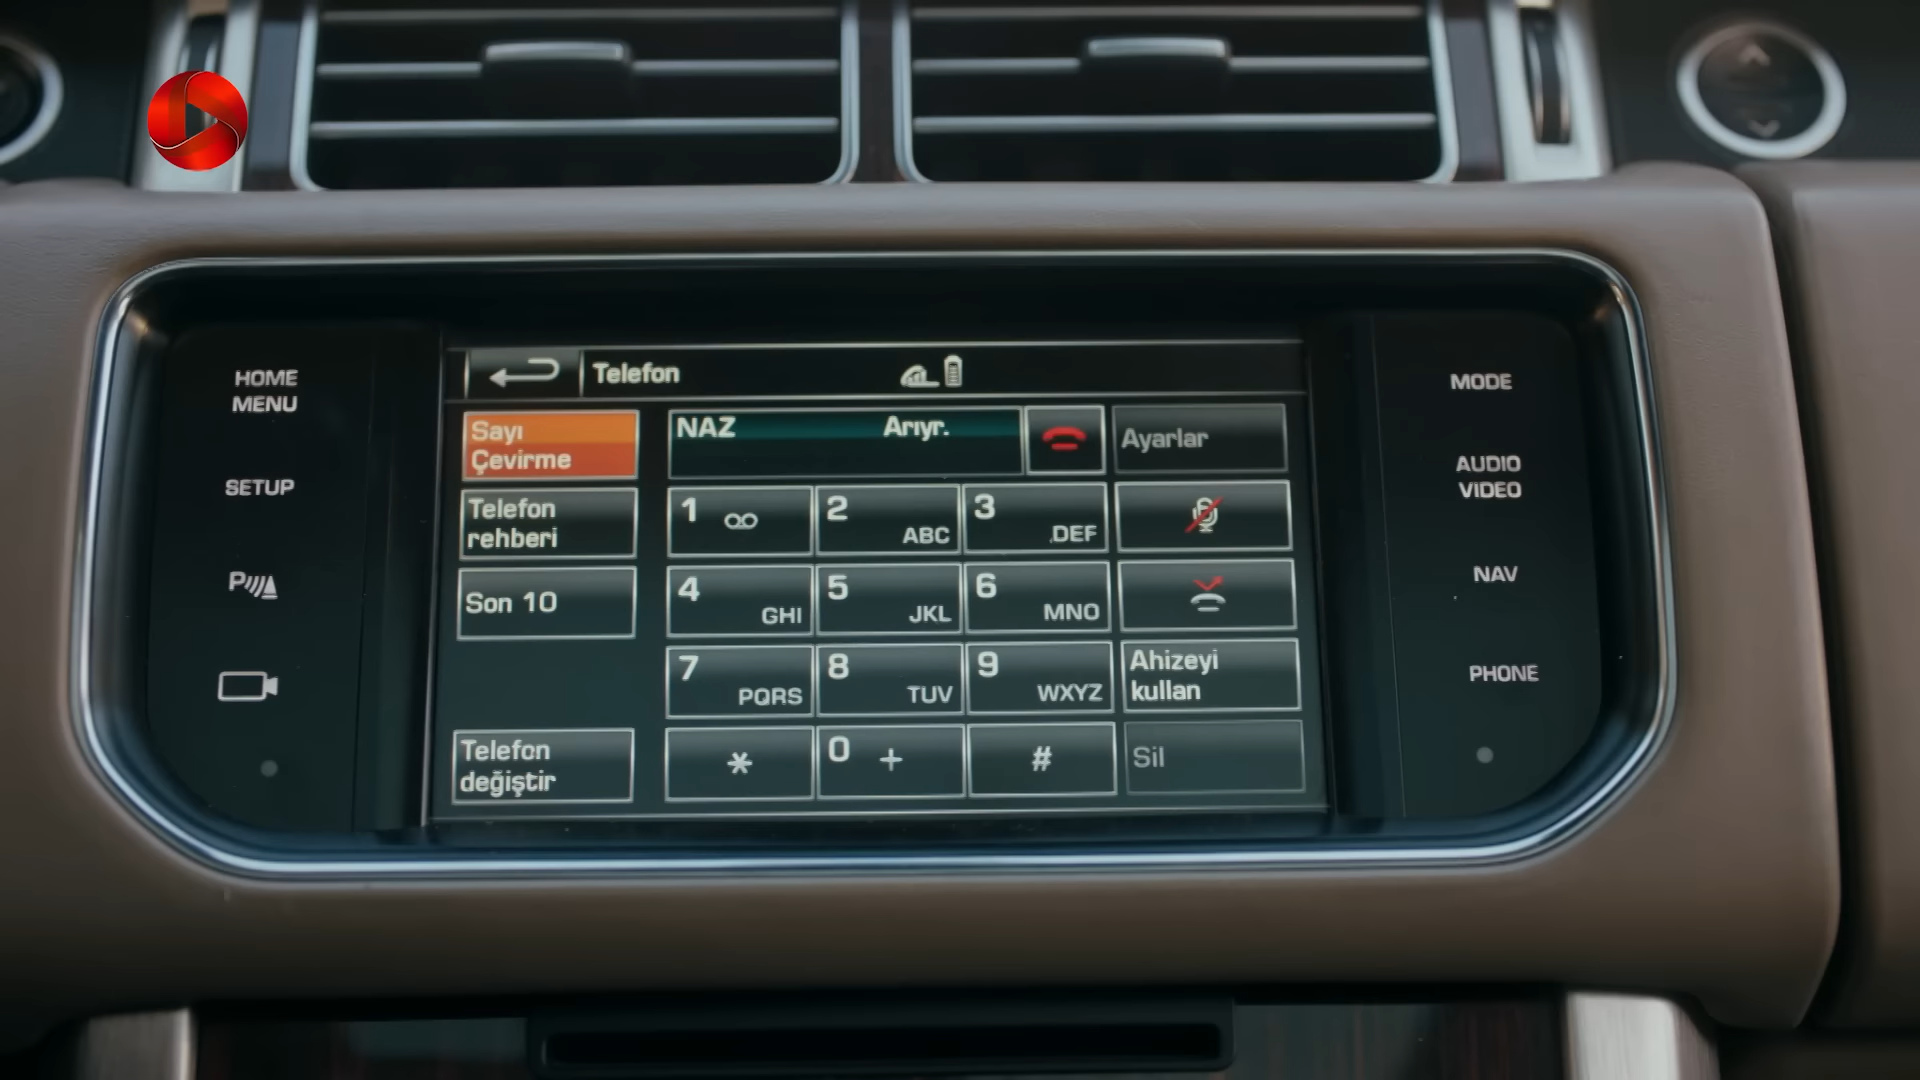 HOME
MENU
SETUP
P
Telefon
Sayı
Çevirme
Telefon
rehberi
Son 10
Telefon
değiştir
NAZ Arıyr.
1
2 ABC
3 DEF
4 GHI
5 JKL
6 MNO
7 PQRS
8 TUV
9 WXYZ
*
0 +
#
Ayarlar
Ahizeyi
kullan
Sil
MODE
AUDIO
VIDEO
NAV
PHONE